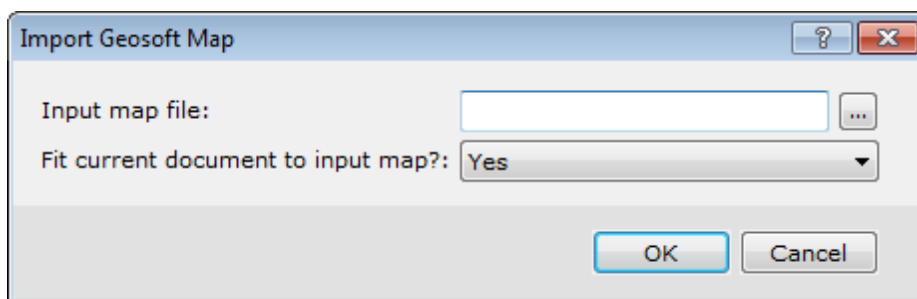 Import Geosoft Map
Input map file:
...
Fit current document to input map?: Yes
OK Cancel